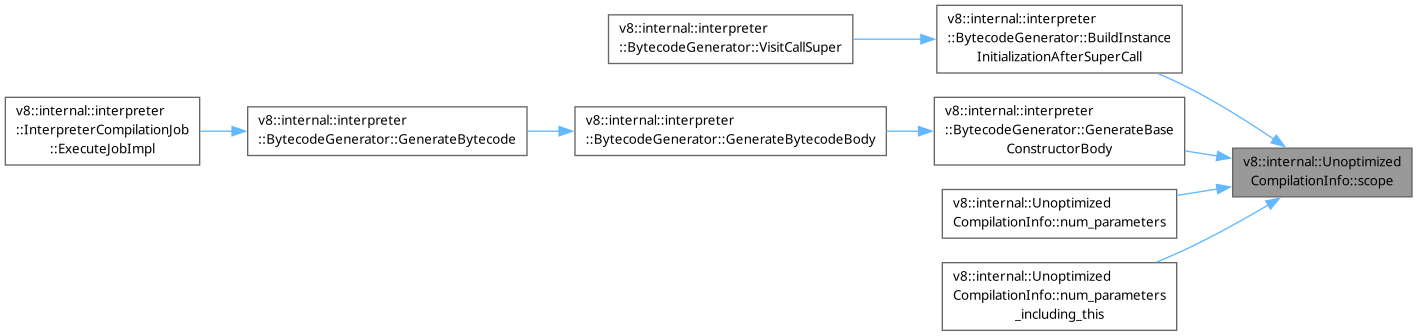 v8::internal::interpreter
::BytecodeGenerator::VisitCallSuper
v8::internal::interpreter
::BytecodeGenerator::BuildInstance
InitializationAfterSuperCall
v8::internal::interpreter
::InterpreterCompilationJob
::ExecuteJobImpl
v8::internal::interpreter
::BytecodeGenerator::GenerateBytecode
v8::internal::interpreter
::BytecodeGenerator::GenerateBytecodeBody
v8::internal::interpreter
::BytecodeGenerator::GenerateBase
ConstructorBody
v8::internal::Unoptimized
CompilationInfo::scope
v8::internal::Unoptimized
CompilationInfo::num_parameters
v8::internal::Unoptimized
CompilationInfo::num_parameters
_including_this